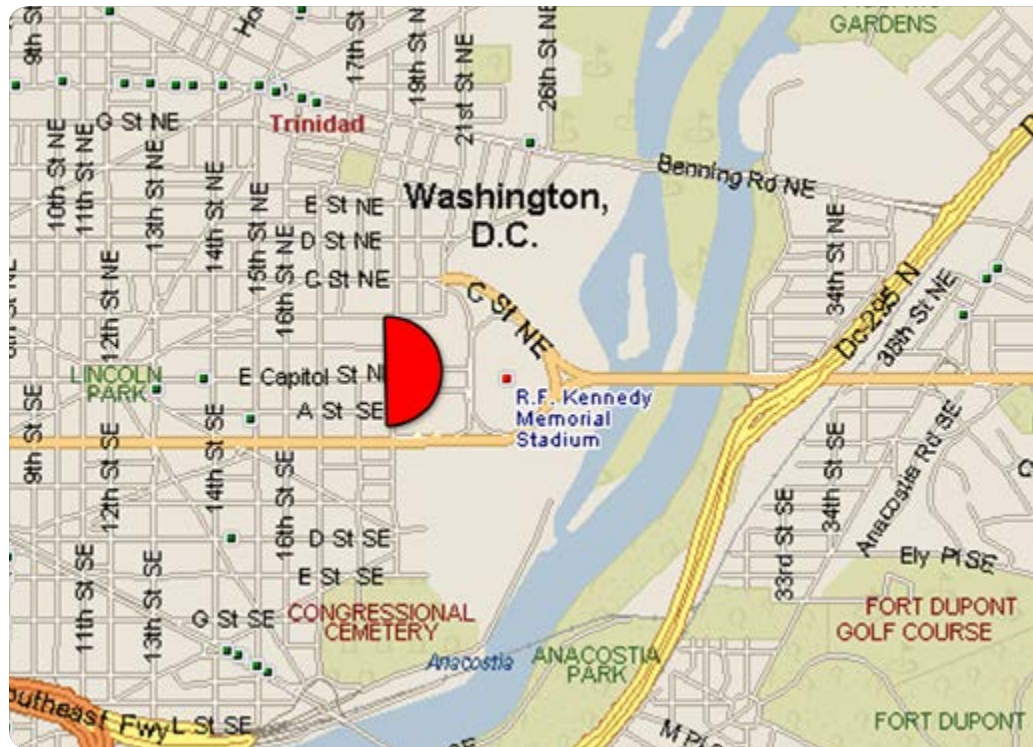 GARDENS
9th St NE
Ho
17th St NE
19th St N
21st St NE
26th St NE
G St NE
Trinidad
Benning Rd NE
10th St NE
11th St NE
13th St NE
14th St NE
15th St NE
16th St NE
E St NE
Washington,
D.C.
D St NE
C St NE
C St NE
34th St NE
Dc-295 N
38th St NE
12th St NE
LINCOLN
PARK
E Capitol St N
A St SE
R.F. Kennedy
Memorial
Stadium
9th St SE
12th St SE
14th St SE
16th St SE
33rd St SE
34th St SE
Anacostia Rd SE
D St SE
E St SE
Ely Pl SE
11th St SE
13th St SE
G St SE
CONGRESSIONAL
CEMETERY
FORT DUPONT
GOLF COURSE
Anacostia
ANACOSTIA
PARK
outheast Fwy
L St SE
SE
M Pl
FORT DUPONT